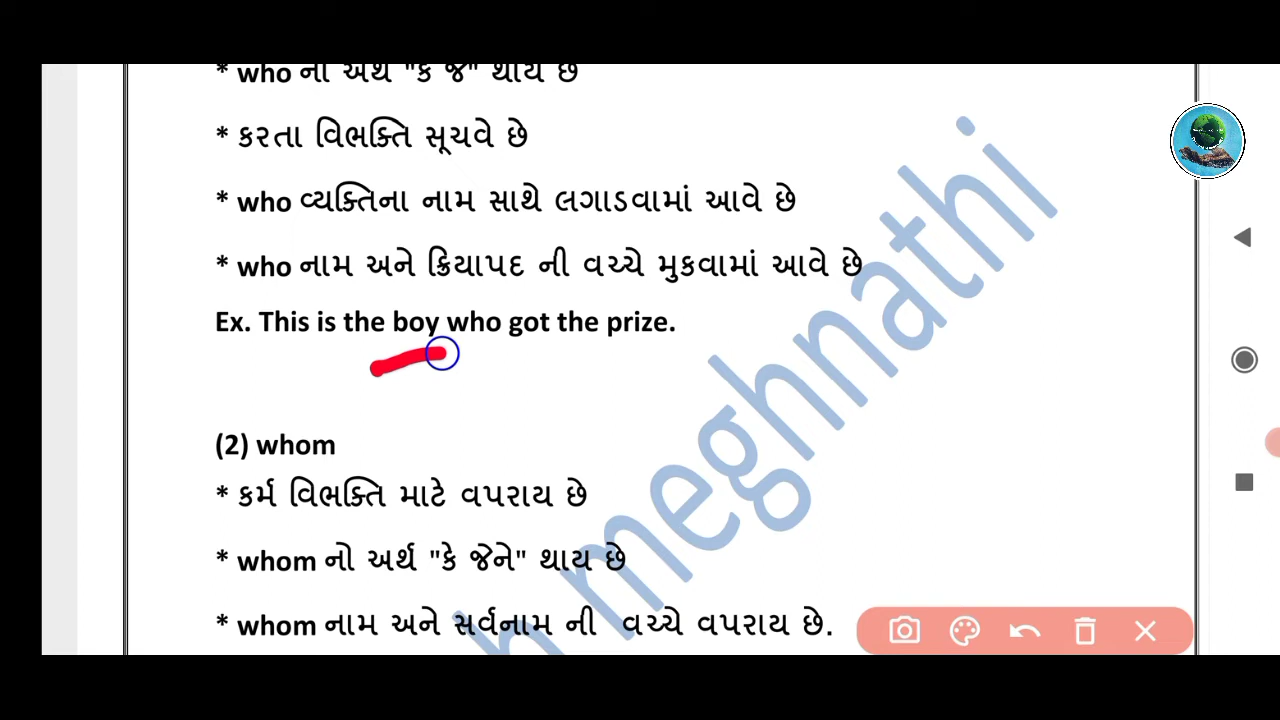 * who નો અર્થ "કે જે" થાય છે
* કરતા વિભક્તિ સૂચવે છે
* who વ્યક્તિના નામ સાથે લગાડવામાં આવે છે
* who નામ અને ક્રિયાપદ ની વચ્ચે મુકવામાં આવે છે
Ex. This is the boy who got the prize.
(2) whom
* કર્મ વિભક્તિ માટે વપરાય છે
* whom નો અર્થ "કે જેને" થાય છે
* whom નામ અને સર્વનામ ની વચ્ચે વપરાય છે.
h meghnathi